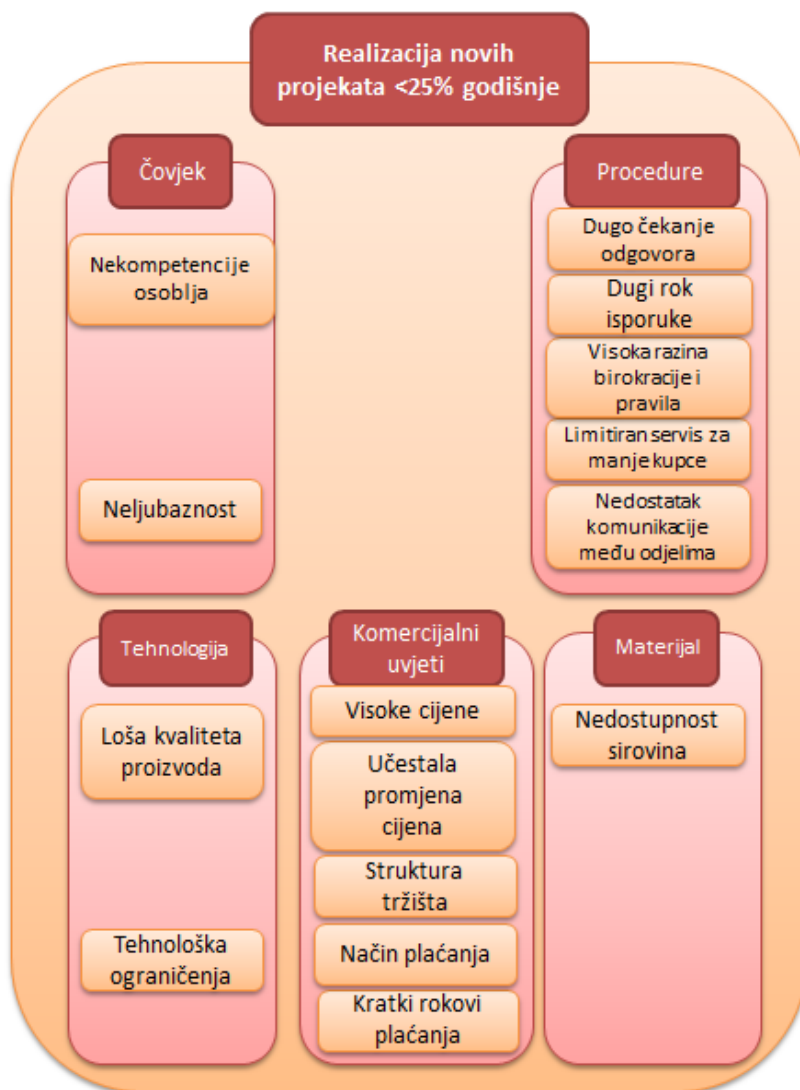 Realizacija novih
projekata <25% godišnje
Čovjek
Nekompetencije
osoblja
Neljubaznost
Procedure
Dugo čekanje
odgovora
Dugi rok
isporuke
Visoka razina
birokracije i
pravila
Limitiran servis za
manje kupce
Nedostatak
komunikacije
među odjelima
Tehnologija
Loša kvaliteta
proizvoda
Tehnološka
ograničenja
Komercijalni
uvjeti
Visoke cijene
Učestala
promjena
cijena
Struktura
tržišta
Način plaćanja
Kratki rokovi
plaćanja
Materijal
Nedostupnost
sirovina